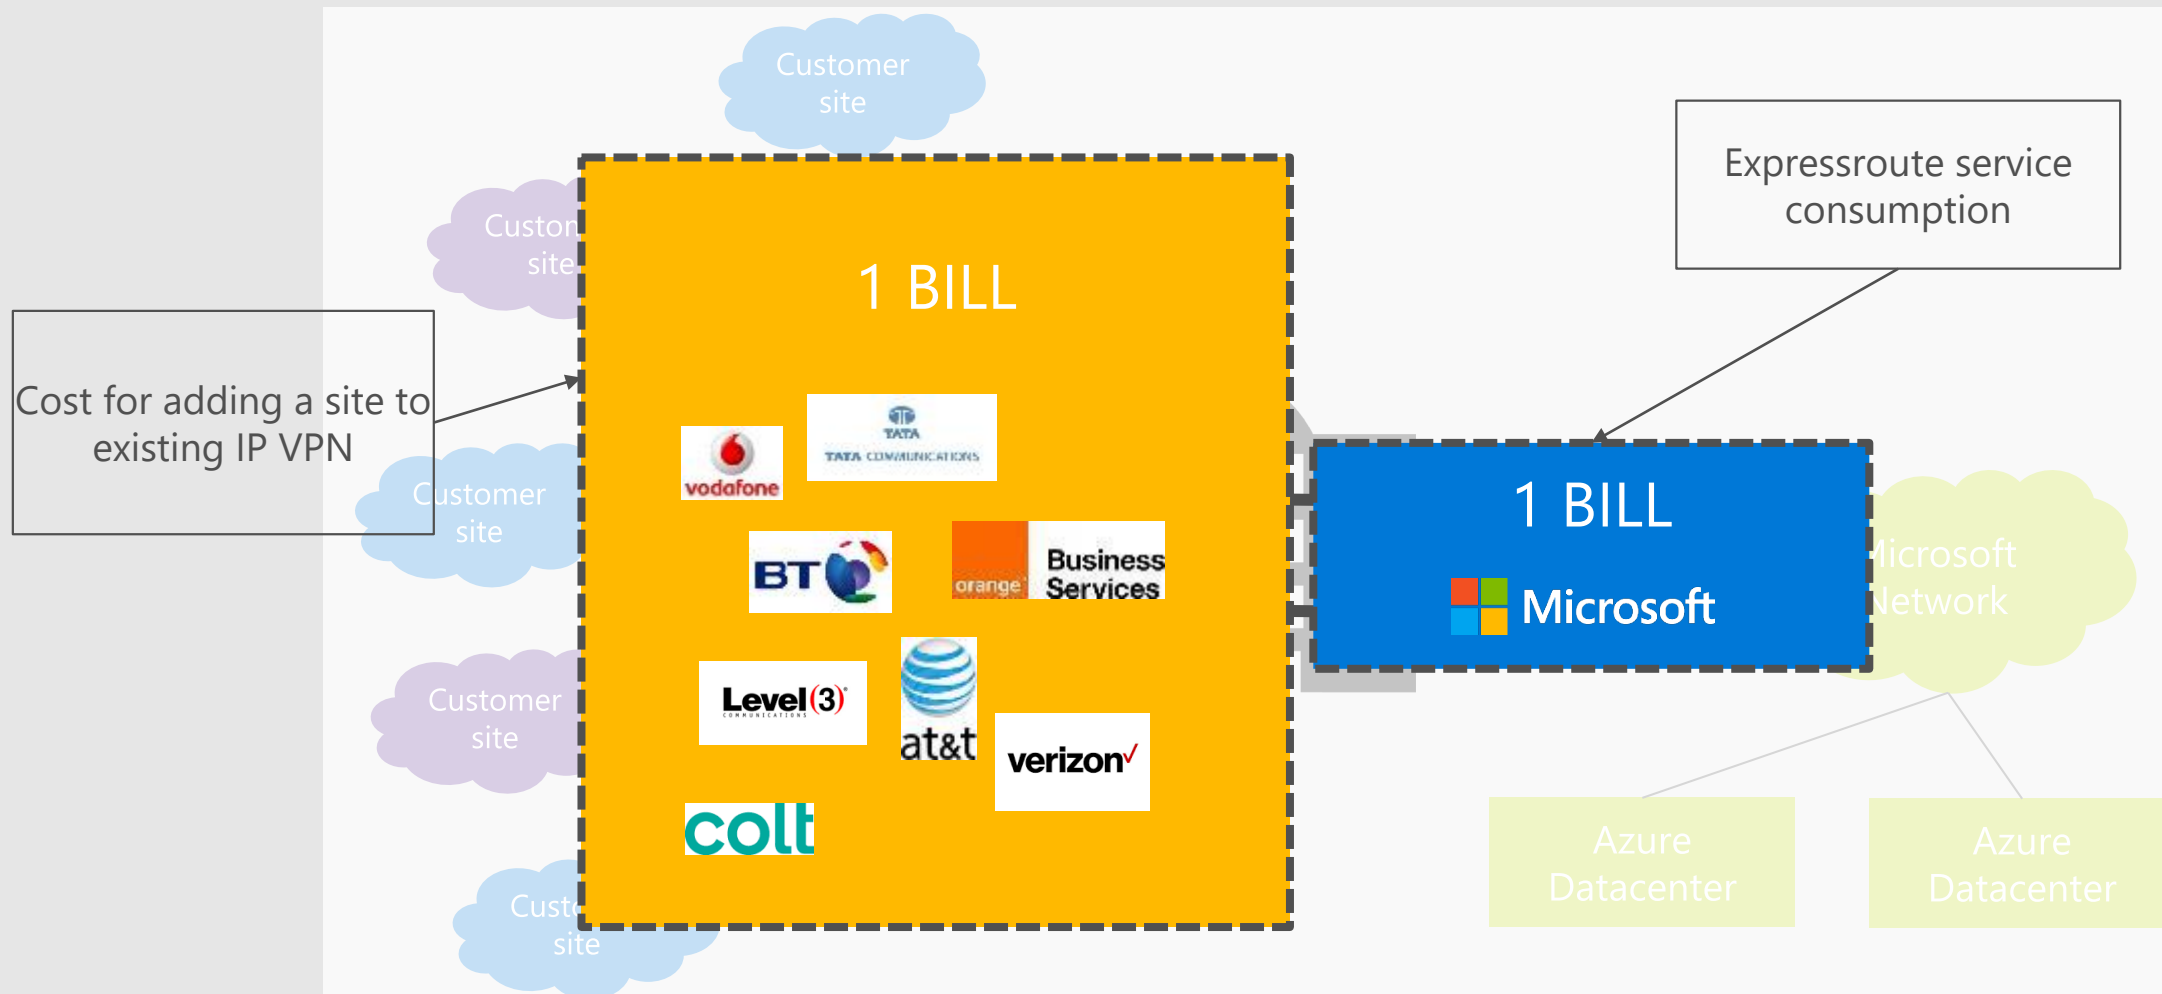 Customer
site
Custom
site
Expressroute service
consumption
1 BILL
Cost for adding a site to
existing IP VPN
vodafone
TATA
TATA COMMUNICATIONS
Customer
site
1 BILL
Microsoft
BT
orange
Business
Services
Microsoft
Network
Level(3)
COMMUNICATIONS
at&t
verizon
Customer
site
colt
Azure
Datacenter
Azure
Datacenter
Custo
site